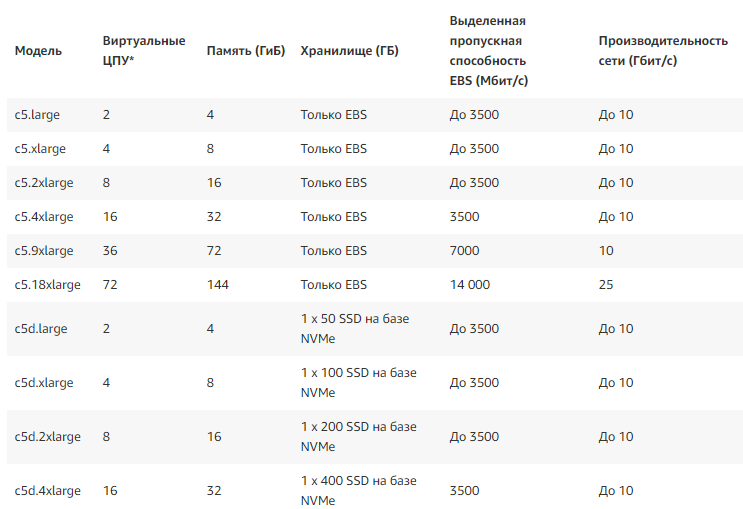 Модель Виртуальные ЦПУ* Память (ГиБ) Хранилище (ГБ) Выделенная пропускная способность EBS (Мбит/с) Производительность сети (Гбит/с)
c5.large 2 4 Только EBS До 3500 До 10
c5.xlarge 4 8 Только EBS До 3500 До 10
c5.2xlarge 8 16 Только EBS До 3500 До 10
c5.4xlarge 16 32 Только EBS 3500 До 10
c5.9xlarge 36 72 Только EBS 7000 10
c5.18xlarge 72 144 Только EBS 14 000 25
c5d.large 2 4 1 x 50 SSD на базе NVMe До 3500 До 10
c5d.xlarge 4 8 1 x 100 SSD на базе NVMe До 3500 До 10
c5d.2xlarge 8 16 1 x 200 SSD на базе NVMe До 3500 До 10
c5d.4xlarge 16 32 1 x 400 SSD на базе NVMe 3500 До 10